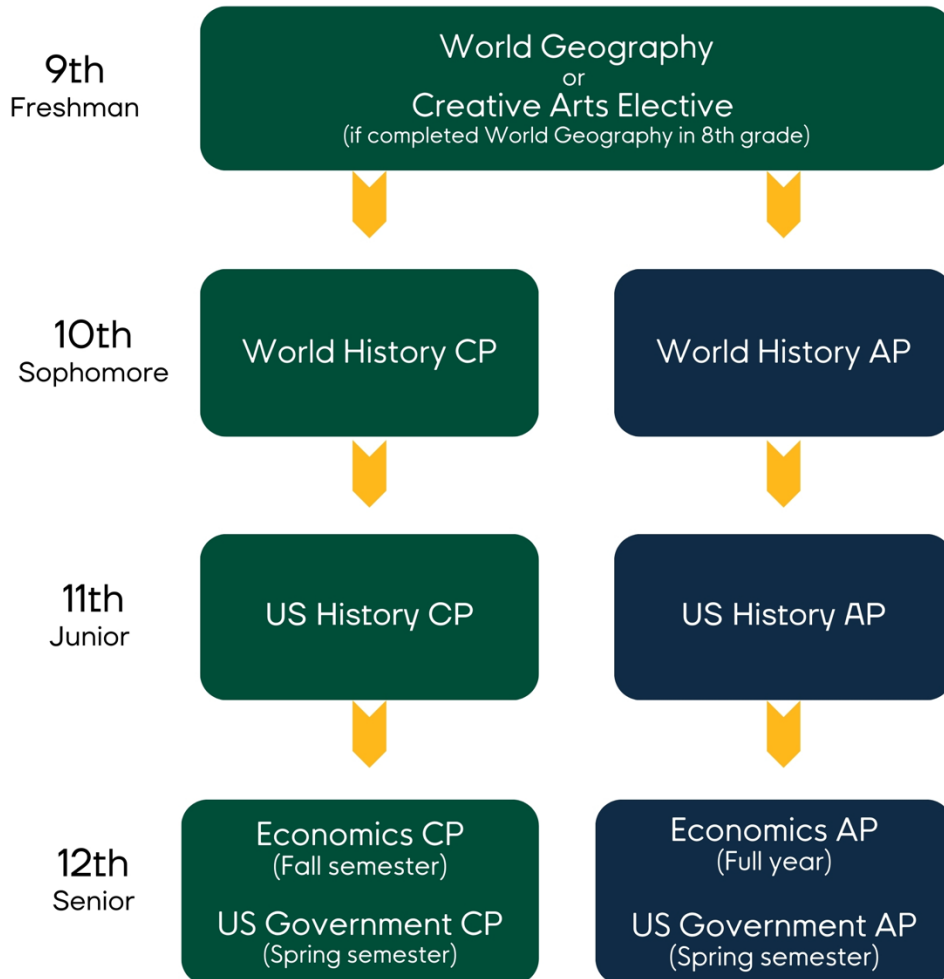 9th
Freshman
World Geography
or
Creative Arts Elective
(if completed World Geography in 8th grade)
10th
Sophomore
World History CP
World History AP
11th
Junior
US History CP
US History AP
12th
Senior
Economics CP
(Fall semester)
US Government CP
(Spring semester)
Economics AP
(Full year)
US Government AP
(Spring semester)